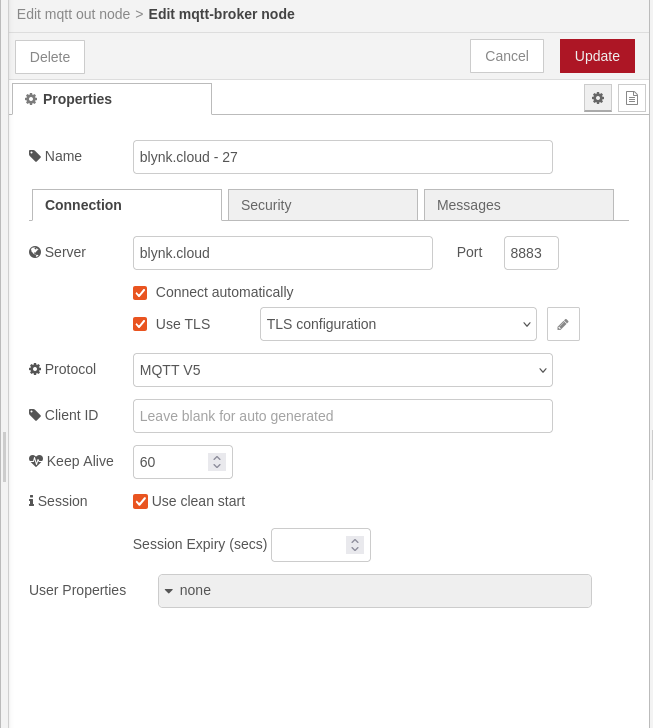 Edit mqtt out node > Edit mqtt-broker node
Delete
Cancel
Update
Properties
Name
blynk.cloud - 27
Connection
Security
Messages
Server
blynk.cloud
Port
8883
Connect automatically
Use TLS
TLS configuration
Protocol
MQTT V5
Client ID
Leave blank for auto generated
Keep Alive
60
Session
Use clean start
Session Expiry (secs)
User Properties
none